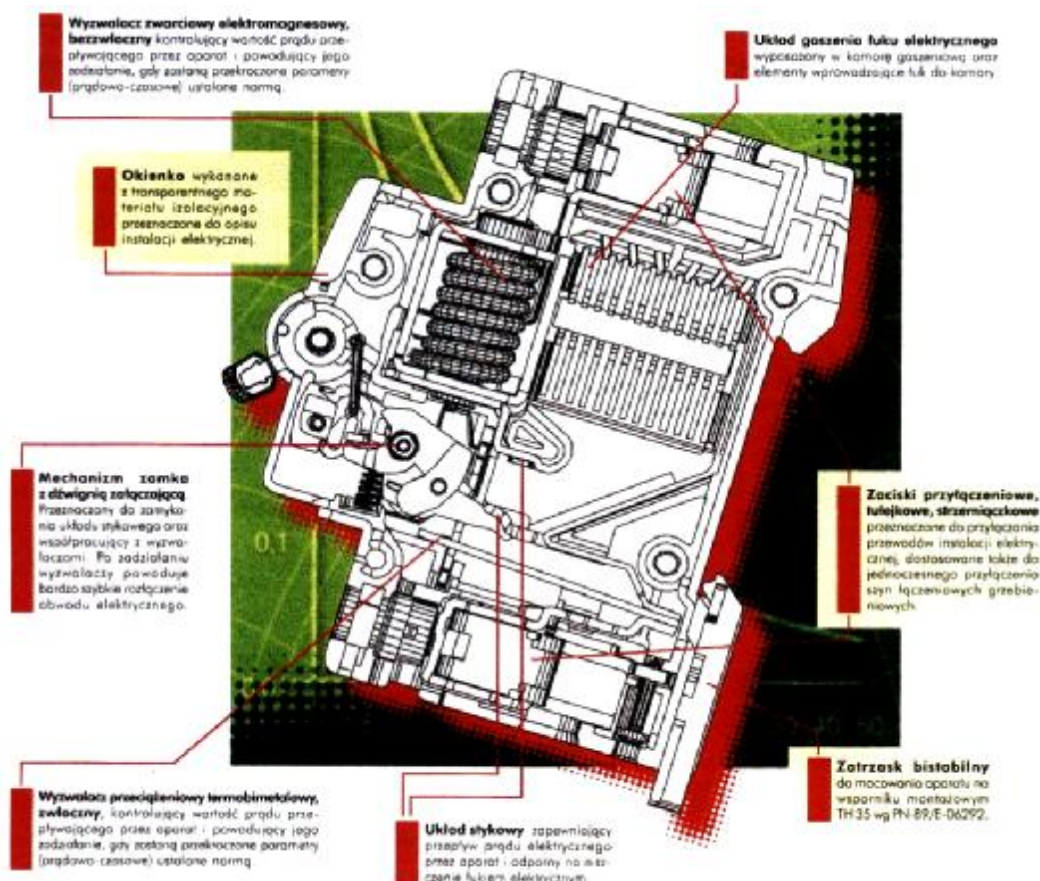 Wyzwalacz zwarciowy elektromagnesowy,
bezzwłoczny kontrolujący wartość prądu prze-
pływającego przez aparat i powodujący jego
zadziałanie, gdy zostaną przekroczone parametry
(prądowo-czasowe) ustalone normą.
Układ gaszenia łuku elektrycznego
wyposażony w komorę gaszeniową oraz
elementy wprowadzające łuk do komory
Okienko wykonane
z transparentnego ma-
teriału izolacyjnego
przeznaczone do opisu
instalacji elektrycznej.
Mechanizm zamka
z dźwignią załączającą
Przeznaczony do zamyka-
nia układu stykowego oraz
współpracujący z wyzwa-
laczami. Po zadziałaniu
wyzwalaczy powoduje
bardzo szybkie rozłączenie
obwodu elektrycznego.
Zaciski przyłączeniowe,
tulejkowe, strzemiączkowe
przeznaczone do przyłączania
przewodów instalacji elektry-
cznej, dostosowane także do
jednoczesnego przyłączenia
szyn łączeniowych grzebie-
niowych.
0.1
Wyzwalacz przeciążeniowy termobimetalowy,
zwłoczny, kontrolujący wartość prądu prze-
pływającego przez aparat i powodujący jego
zadziałanie, gdy zostaną przekroczone parametry
(prądowo-czasowe) ustalone normą
Układ stykowy zapewniający
przepływ prądu elektrycznego
przez aparat i odporny na nisz-
czenie łukiem elektrycznym
Zatrzask bistabilny
do mocowania aparatu na
wsporniku montażowym
TH 35 wg PN-89/E-06292.